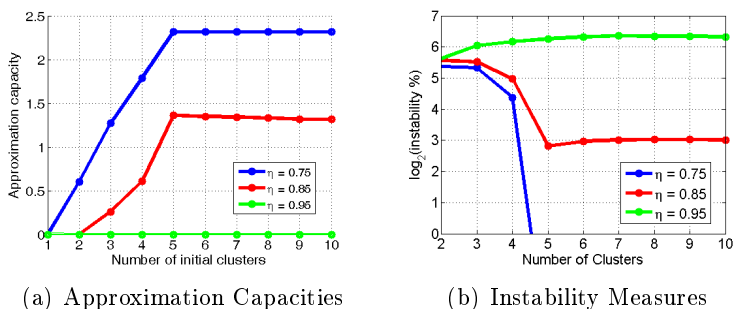 2.5
2
1.5
1
0.5
0
Approximation capacity
1 2 3 4 5 6 7 8 9 10
Number of initial clusters
η = 0.75
η = 0.85
η = 0.95
(a) Approximation Capacities
7
6
5
4
3
2
1
0
log2(instability %)
2 3 4 5 6 7 8 9 10
Number of Clusters
η = 0.75
η = 0.85
η = 0.95
(b) Instability Measures